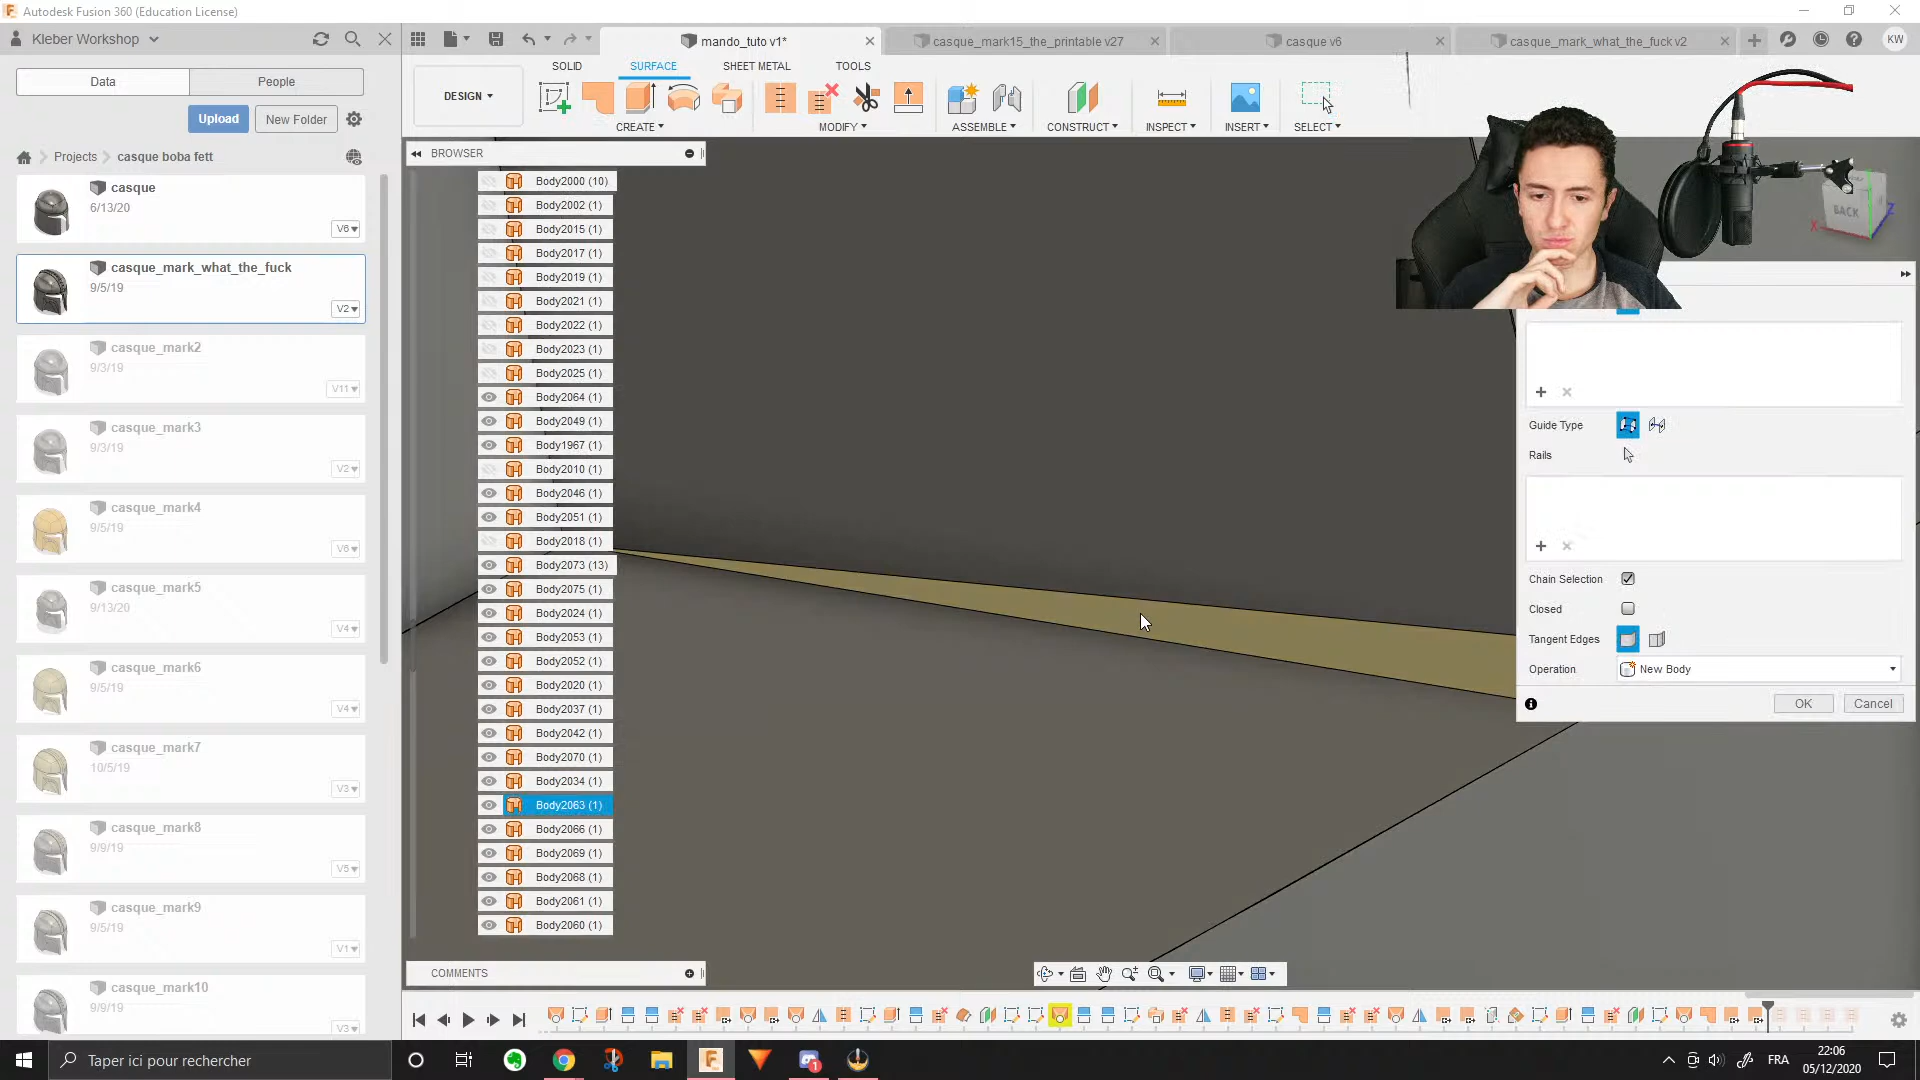 Autodesk Fusion 360 (Education License)
Kleber Workshop
Data
People
Upload
New Folder
Projects
casque boba fett
casque
6/13/20
V6
casque_mark_what_the_fuck
9/5/19
V2
casque_mark2
9/3/19
V11
casque_mark3
9/3/19
V2
casque_mark4
9/5/19
V6
casque_mark5
9/13/20
V4
casque_mark6
9/5/19
V4
casque_mark7
10/5/19
V3
casque_mark8
9/9/19
V5
casque_mark9
9/5/19
V1
casque_mark10
9/9/19
V3
mando_tuto v1*
casque_mark15_the_printable v27
casque v6
casque_mark_what_the_fuck v2
KW
SOLID
SURFACE
SHEET METAL
TOOLS
DESIGN
CREATE
MODIFY
ASSEMBLE
CONSTRUCT
INSPECT
INSERT
SELECT
BROWSER
Body2000 (10)
Body2002 (1)
Body2015 (1)
Body2017 (1)
Body2019 (1)
Body2021 (1)
Body2022 (1)
Body2023 (1)
Body2025 (1)
Body2064 (1)
Body2049 (1)
Body1967 (1)
Body2010 (1)
Body2046 (1)
Body2051 (1)
Body2018 (1)
Body2073 (13)
Body2075 (1)
Body2024 (1)
Body2053 (1)
Body2052 (1)
Body2020 (1)
Body2037 (1)
Body2042 (1)
Body2070 (1)
Body2034 (1)
Body2063 (1)
Body2066 (1)
Body2069 (1)
Body2068 (1)
Body2061 (1)
Body2060 (1)
COMMENTS
BACK
X
Z
Guide Type
Rails
Chain Selection
Closed
Tangent Edges
Operation
New Body
OK
Cancel
Taper ici pour rechercher
FRA
22:06
05/12/2020